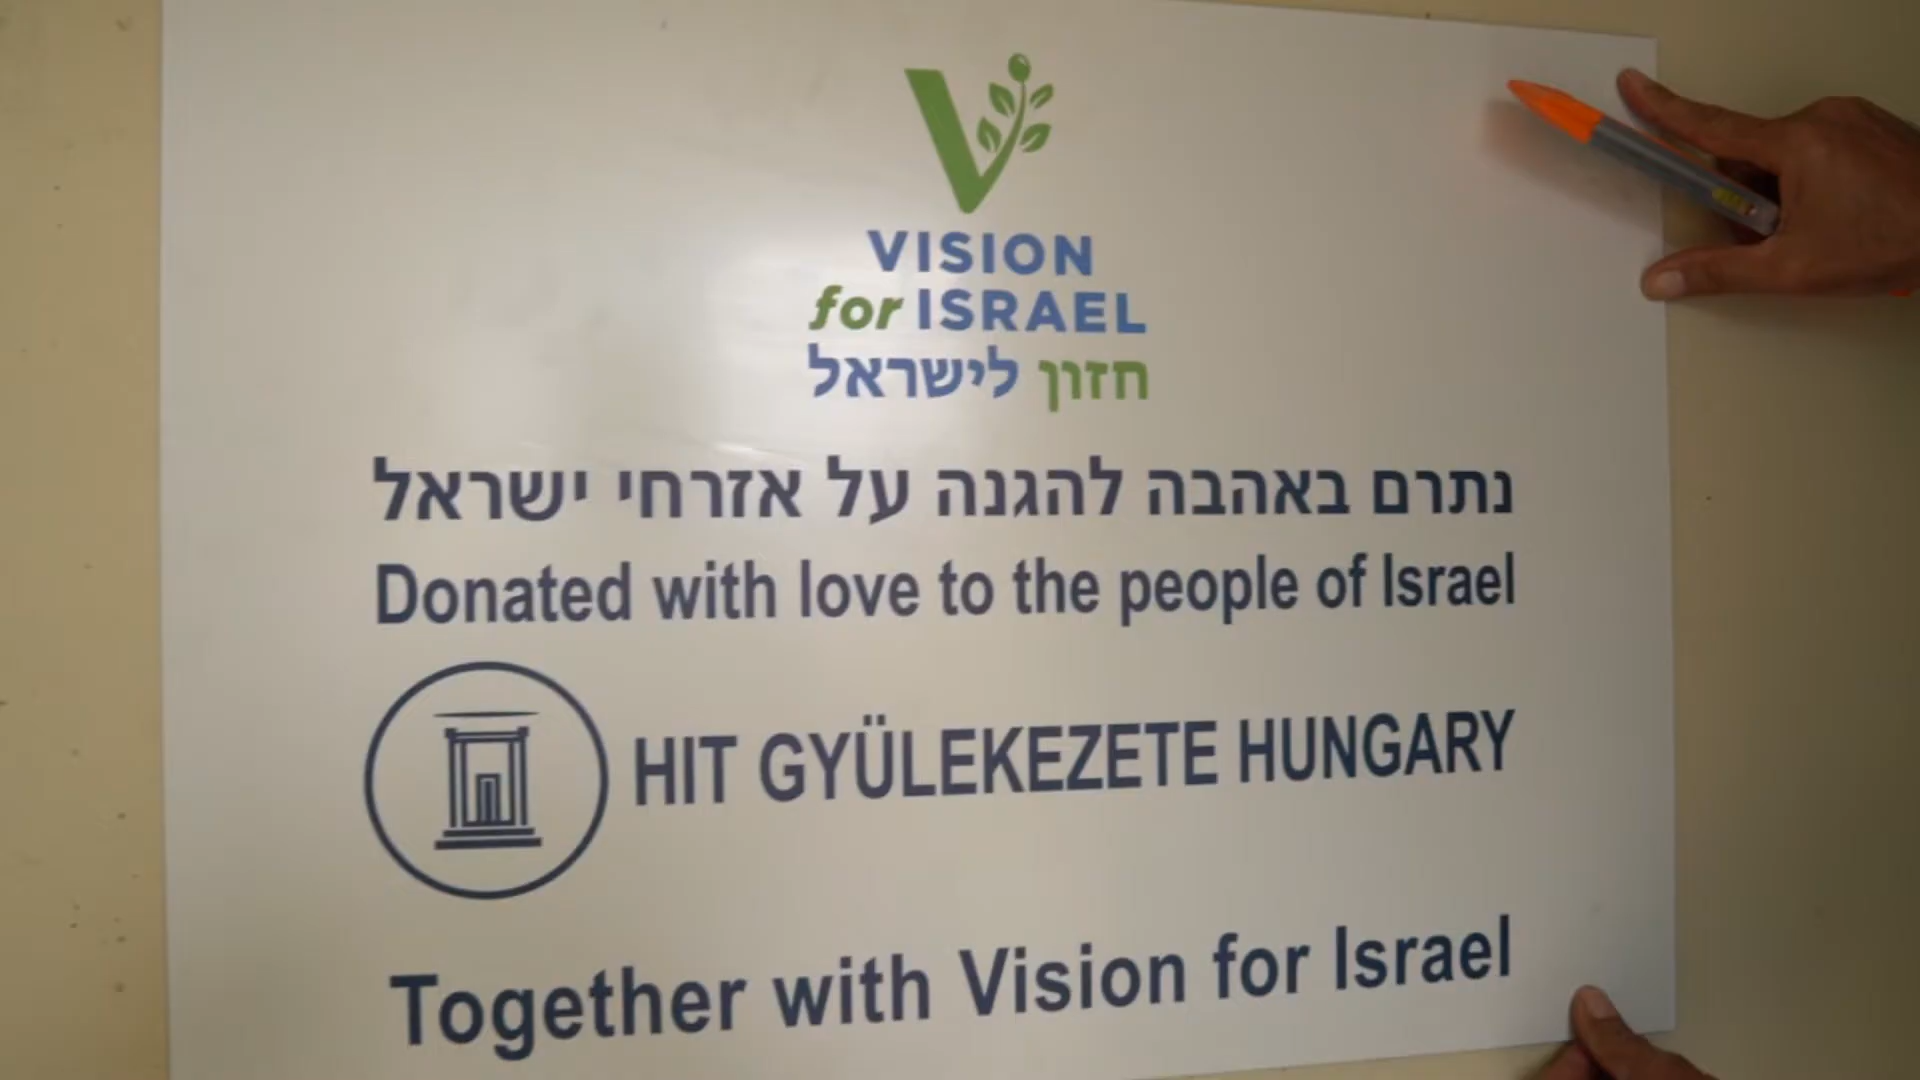 VISION
for ISRAEL
חזון לישראל
נתרם באהבה להגנה על אזרחי ישראל
Donated with love to the people of Israel
HIT GYÜLEKEZETE HUNGARY
Together with Vision for Israel